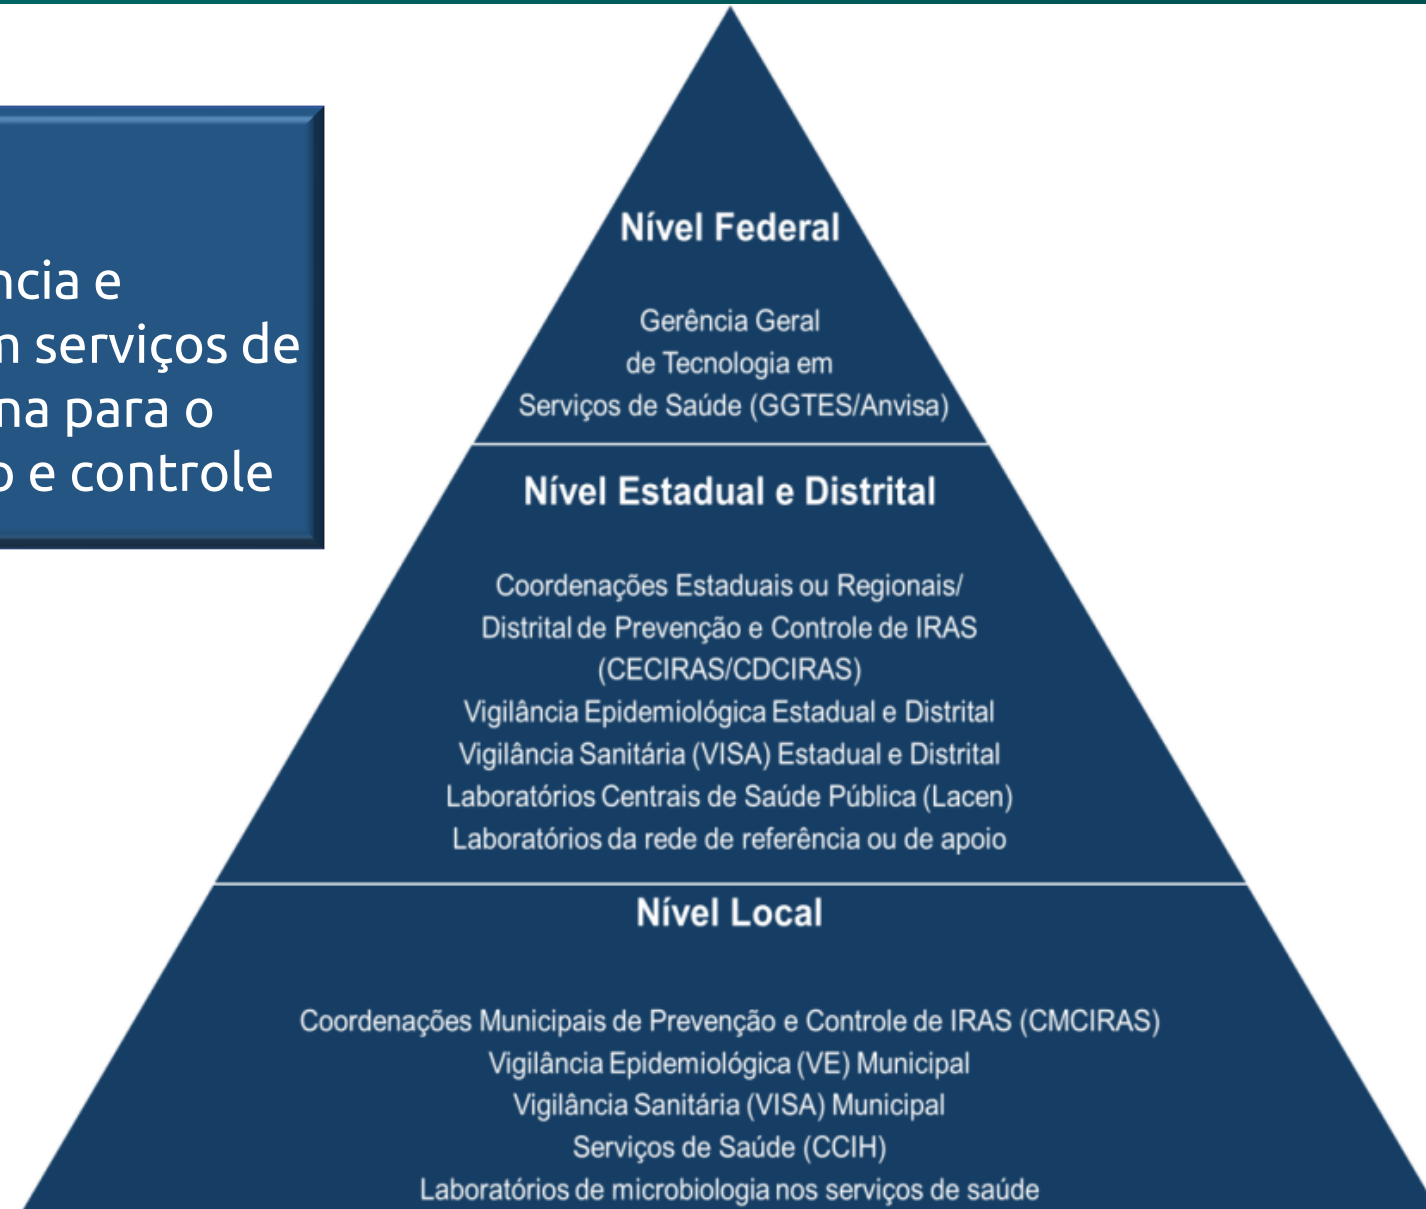 ncia e
m serviços de
na para o
o e controle
Nível Federal
Gerência Geral
de Tecnologia em
Serviços de Saúde (GGTES/Anvisa)
Nível Estadual e Distrital
Coordenações Estaduais ou Regionais/
Distrital de Prevenção e Controle de IRAS
(CECIRAS/CDCIRAS)
Vigilância Epidemiológica Estadual e Distrital
Vigilância Sanitária (VISA) Estadual e Distrital
Laboratórios Centrais de Saúde Pública (Lacen)
Laboratórios da rede de referência ou de apoio
Nível Local
Coordenações Municipais de Prevenção e Controle de IRAS (CMCIRAS)
Vigilância Epidemiológica (VE) Municipal
Vigilância Sanitária (VISA) Municipal
Serviços de Saúde (CCIH)
Laboratórios de microbiologia nos serviços de saúde